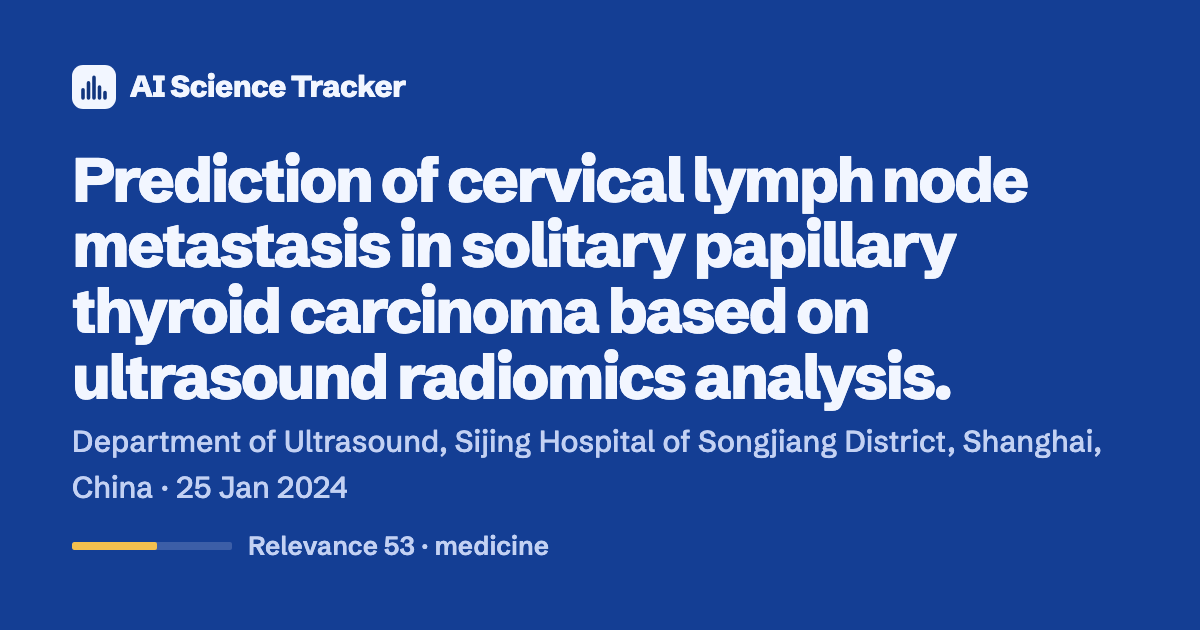 AI Science Tracker
Prediction of cervical lymph node
metastasis in solitary papillary
thyroid carcinoma based on
ultrasound radiomics analysis.
Department of Ultrasound, Sijing Hospital of Songjiang District, Shanghai,
China · 25 Jan 2024
Relevance 53 · medicine